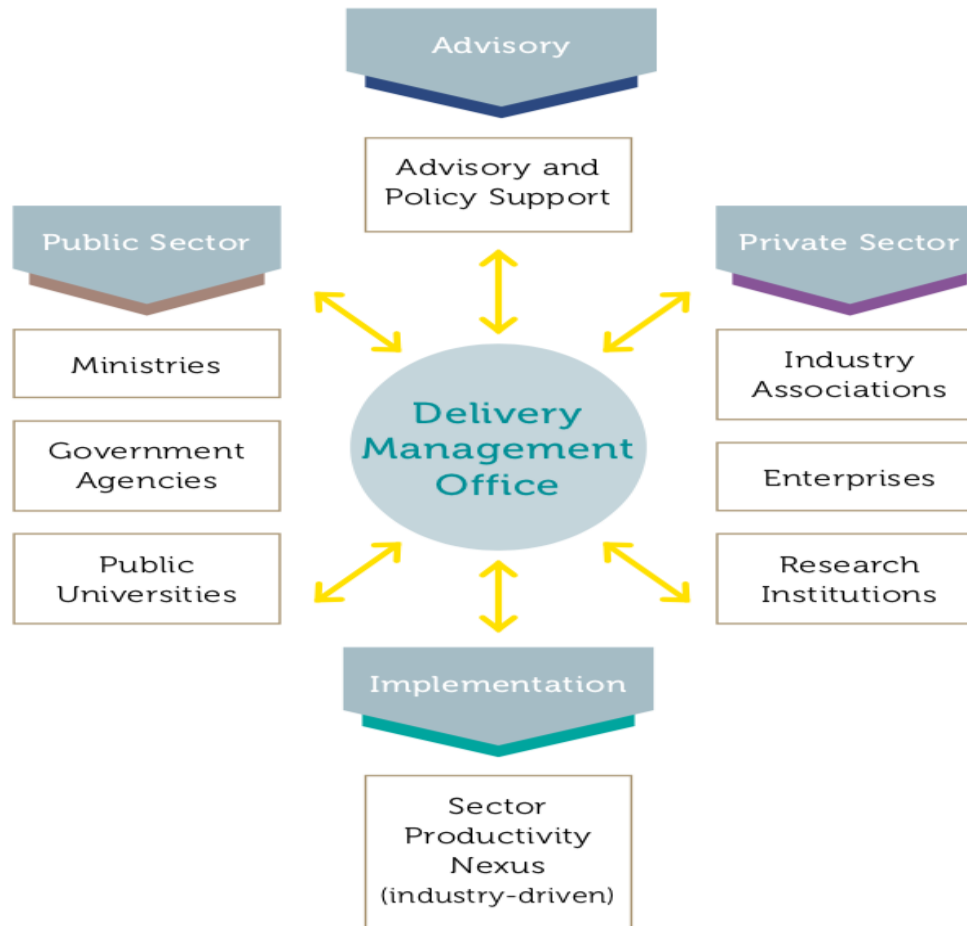 Advisory
Advisory and
Policy Support
Public Sector
Ministries
Government
Agencies
Public
Universities
Delivery
Management
Office
Private Sector
Industry
Associations
Enterprises
Research
Institutions
Implementation
Sector
Productivity
Nexus
(industry-driven)